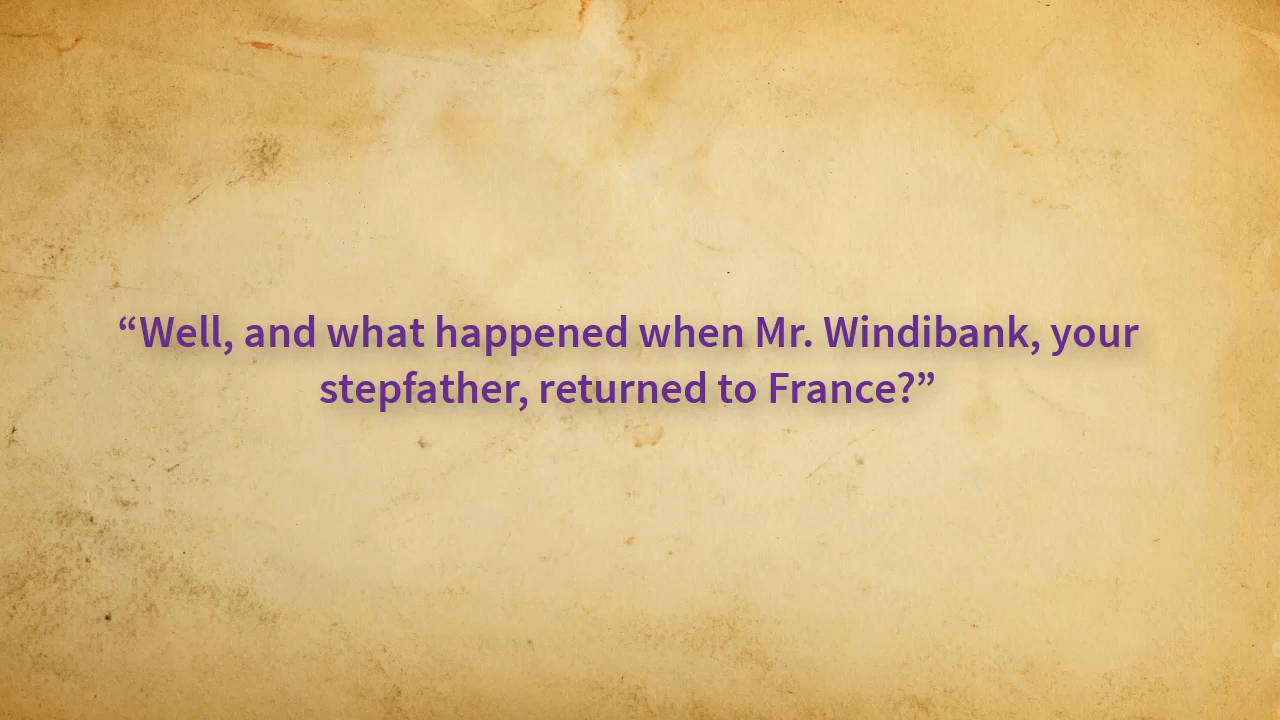 “Well, and what happened when Mr. Windibank, your
stepfather, returned to France?”